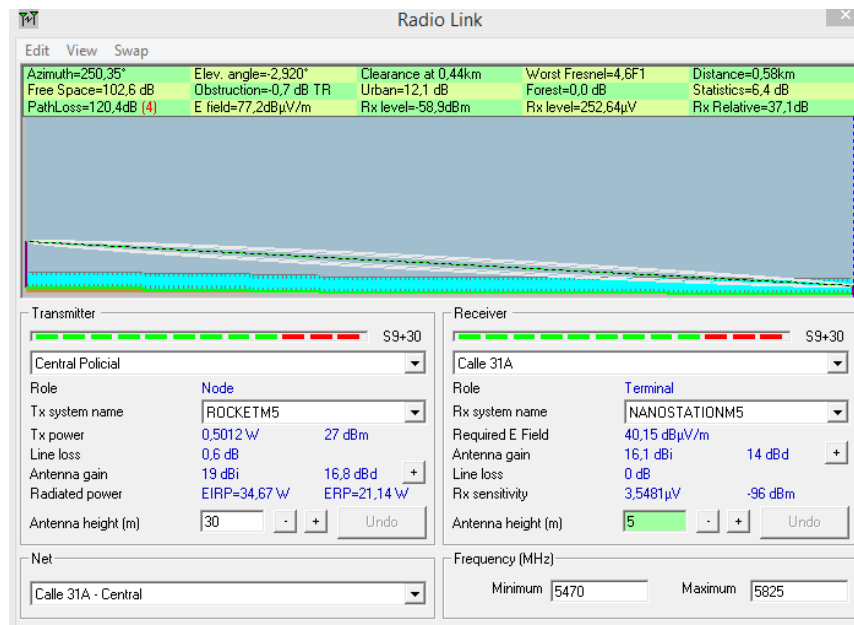 Radio Link
Edit View Swap
Azimuth=250,35° Elev. angle=-2,920° Clearance at 0,44km Worst Fresnel=4,6F1 Distance=0,58km
Free Space=102,6 dB Obstruction=-0,7 dB TR Urban=12,1 dB Forest=0,0 dB Statistics=6,4 dB
PathLoss=120,4dB (4) E field=77,2dBµV/m Rx level=-58,9dBm Rx level=252,64µV Rx Relative=37,1dB
Transmitter Receiver
S9+30 S9+30
Central Policial Calle 31A
Role Node Role Terminal
Tx system name ROCKETM5 Rx system name NANOSTATIONM5
Tx power 0,5012 W 27 dBm Required E Field 40,15 dBµV/m
Line loss 0,6 dB Antenna gain 16,1 dBi 14 dBd +
Antenna gain 19 dBi 16,8 dBd + Line loss 0 dB
Radiated power EIRP=34,67 W ERP=21,14 W Rx sensitivity 3,5481µV -96 dBm
Antenna height (m) 30 - + Undo Antenna height (m) 5 - + Undo
Net Frequency (MHz)
Calle 31A - Central Minimum 5470 Maximum 5825